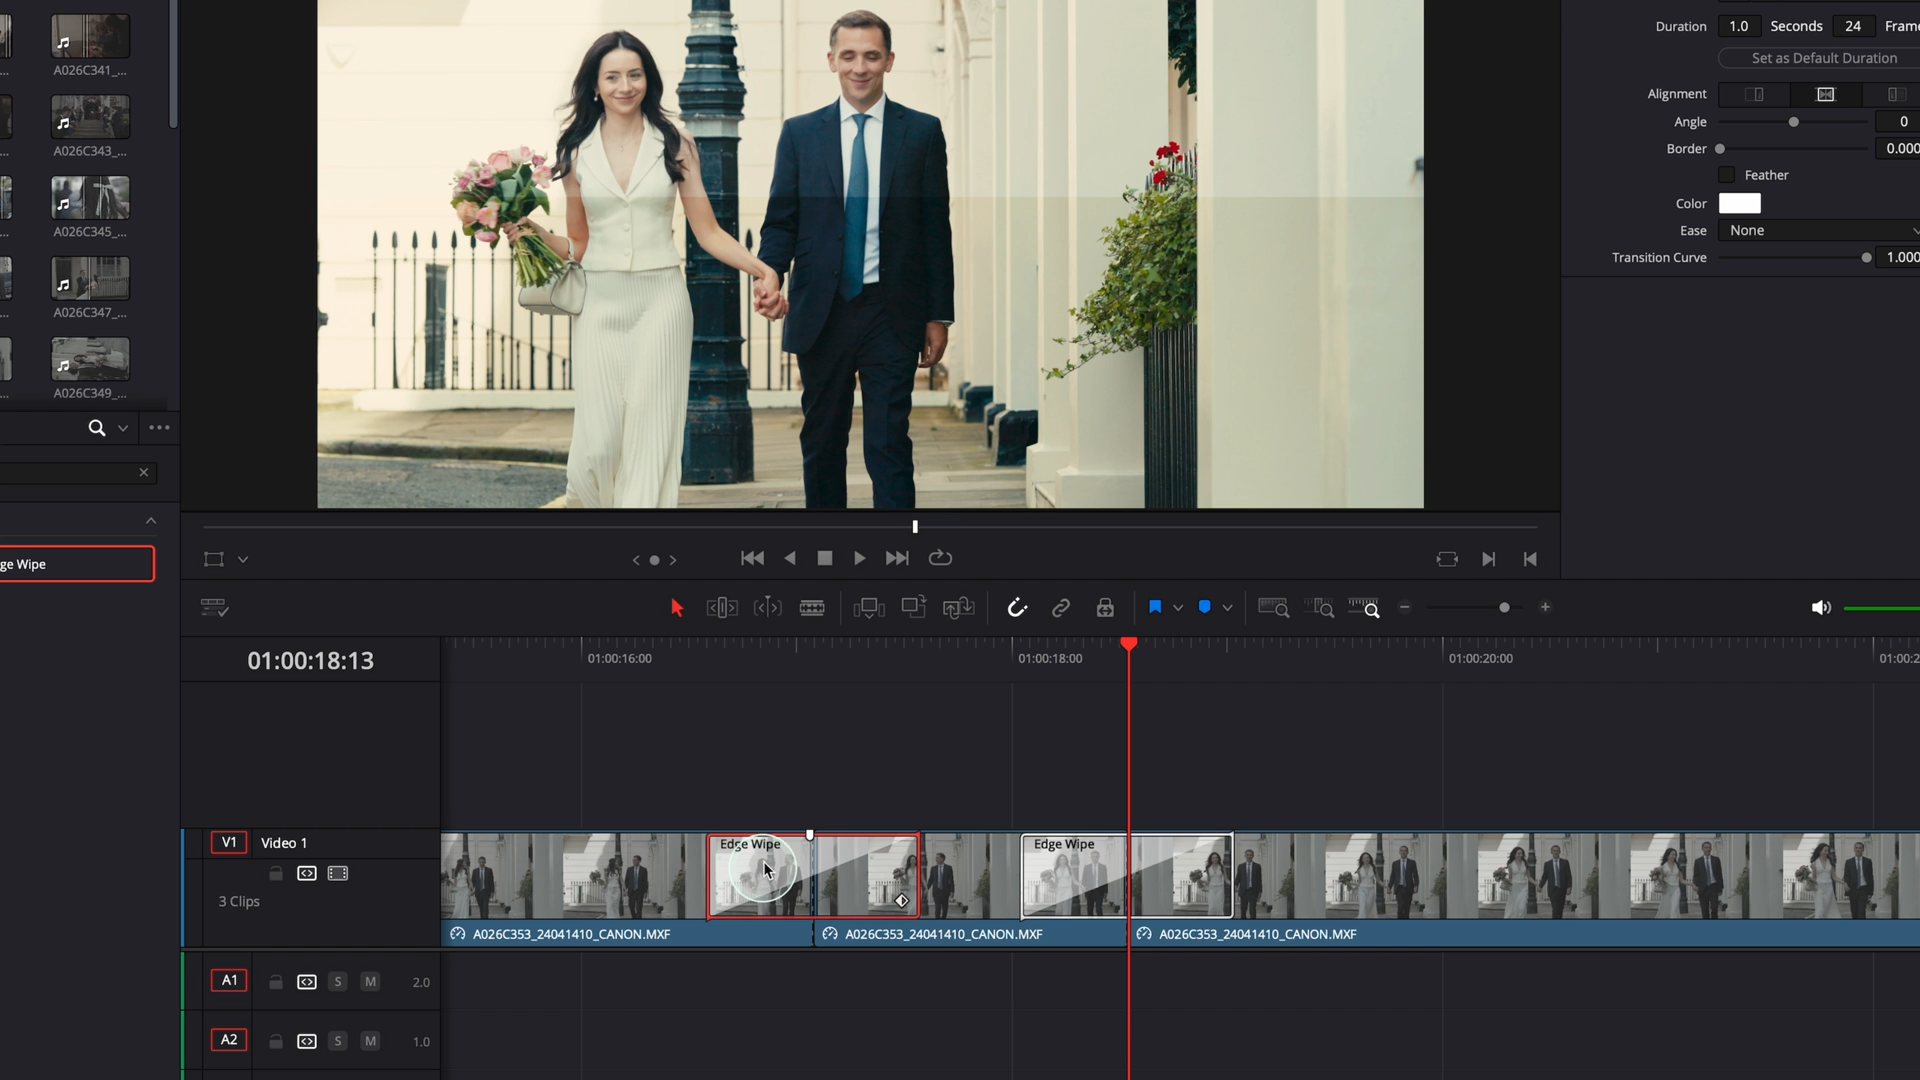 A026C341_...
A026C343_...
A026C345_...
A026C347_...
A026C349_...
ge Wipe
Duration 1.0 Seconds 24 Frame
Set as Default Duration
Alignment
Angle 0
Border 0.000
Feather
Color
Ease None
Transition Curve 1.000
01:00:18:13
01:00:16:00
01:00:18:00
01:00:20:00
01:00:2
V1 Video 1
3 Clips
Edge Wipe
Edge Wipe
A026C353_24041410_CANON.MXF
A026C353_24041410_CANON.MXF
A026C353_24041410_CANON.MXF
A1 S M 2.0
A2 S M 1.0